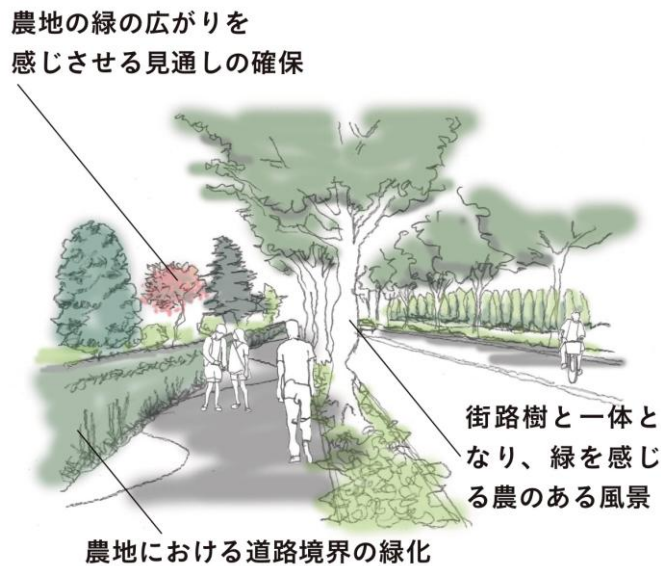 農地の緑の広がりを
感じさせる見通しの確保
街路樹と一体と
なり、緑を感じ
る農のある風景
農地における道路境界の緑化